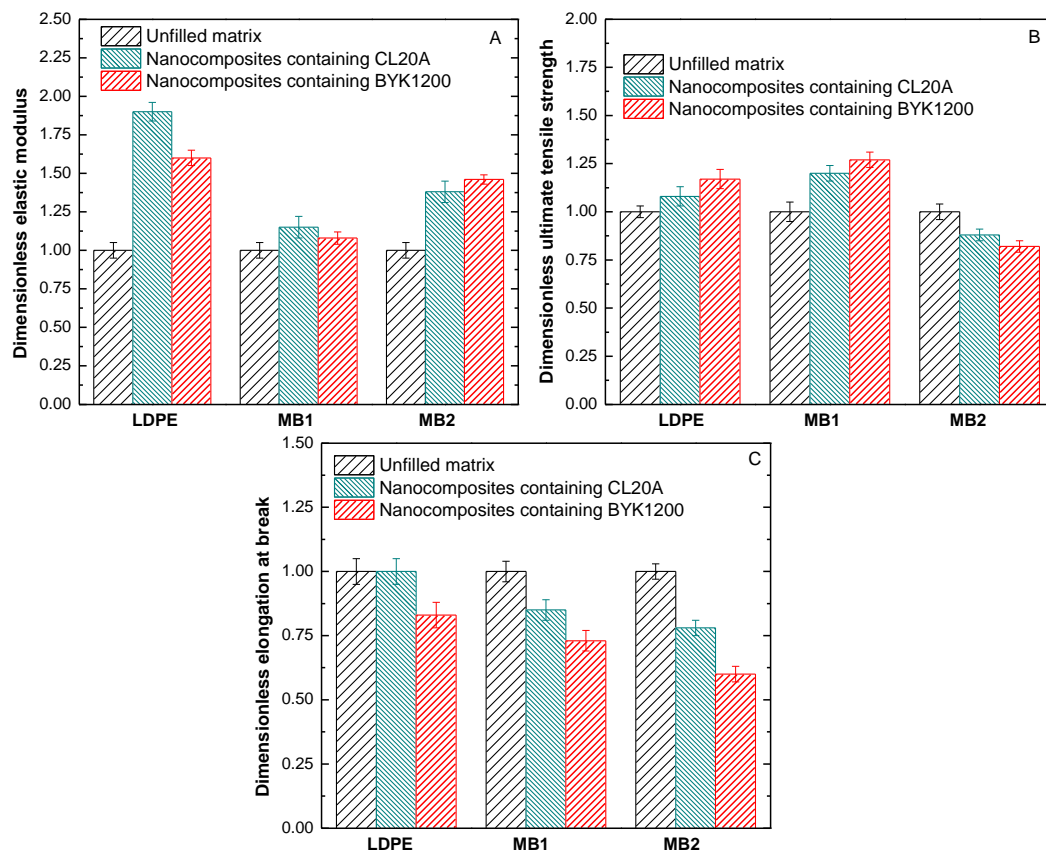 A
Unfilled matrix
Nanocomposites containing CL20A
Nanocomposites containing BYK1200
Dimensionless elastic modulus
2.50
2.25
2.00
1.75
1.50
1.25
1.00
0.75
0.50
0.25
0.00
LDPE MB1 MB2
B
Unfilled matrix
Nanocomposites containing CL20A
Nanocomposites containing BYK1200
Dimensionless ultimate tensile strength
2.00
1.75
1.50
1.25
1.00
0.75
0.50
0.25
0.00
LDPE MB1 MB2
C
Unfilled matrix
Nanocomposites containing CL20A
Nanocomposites containing BYK1200
Dimensionless elongation at break
1.50
1.25
1.00
0.75
0.50
0.25
0.00
LDPE MB1 MB2